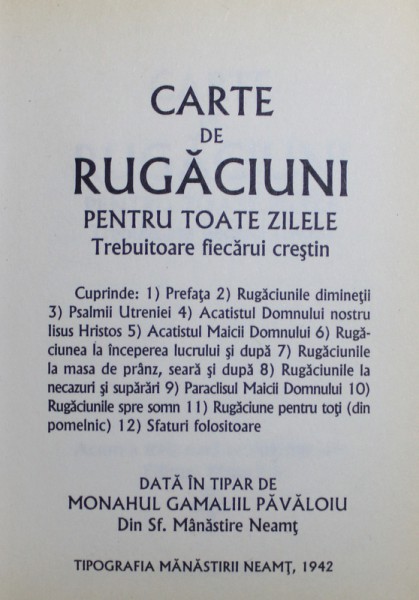 CARTE
DE
RUGĂCIUNI
PENTRU TOATE ZILELE
Trebuitoare fiecărui creştin
Cuprinde: 1) Prefaţa 2) Rugăciunile dimineţii
3) Psalmii Utreniei 4) Acatistul Domnului nostru
Iisus Hristos 5) Acatistul Maicii Domnului 6) Rugă-
ciunea la începerea lucrului şi după 7) Rugăciunile
la masa de prânz, seară şi după 8) Rugăciunile la
necazuri şi supărări 9) Paraclisul Maicii Domnului 10)
Rugăciunile spre somn 11) Rugăciune pentru toţi (din
pomelnic) 12) Sfaturi folositoare
DATĂ ÎN TIPAR DE
MONAHUL GAMALIIL PĂVĂLOIU
Din Sf. Mânăstire Neamţ
TIPOGRAFIA MĂNĂSTIRII NEAMŢ, 1942